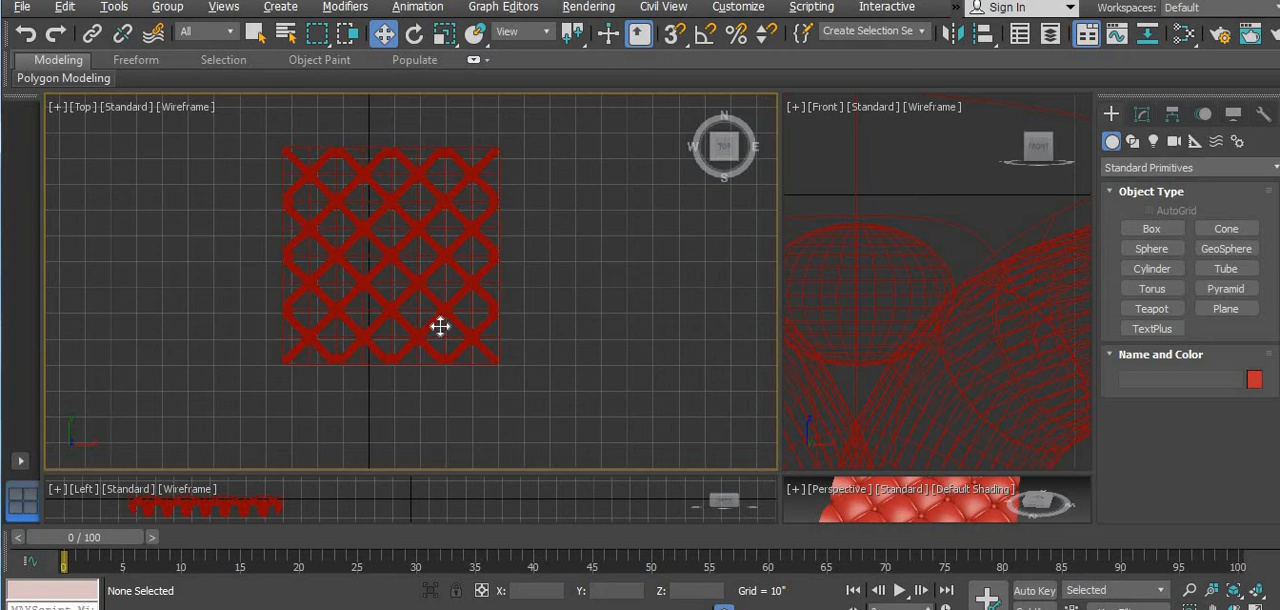 File Edit Tools Group Views Create Modifiers Animation Graph Editors Rendering Civil View Customize Scripting Interactive » Sign In Workspaces: Default
All View Create Selection Se
Modeling Freeform Selection Object Paint Populate
Polygon Modeling
[+] [Top] [Standard] [Wireframe]
[+] [Front] [Standard] [Wireframe]
N
W TOP E
S
FRONT
Standard Primitives
Object Type
AutoGrid
Box Cone
Sphere GeoSphere
Cylinder Tube
Torus Pyramid
Teapot Plane
TextPlus
Name and Color
[+] [Left] [Standard] [Wireframe]
[+] [Perspective] [Standard] [Default Shading]
< 0 / 100 >
0 5 10 15 20 25 30 35 40 45 50 55 60 65 70 75 80 85 90 95 100
None Selected X: Y: Z: Grid = 10" Auto Key Selected